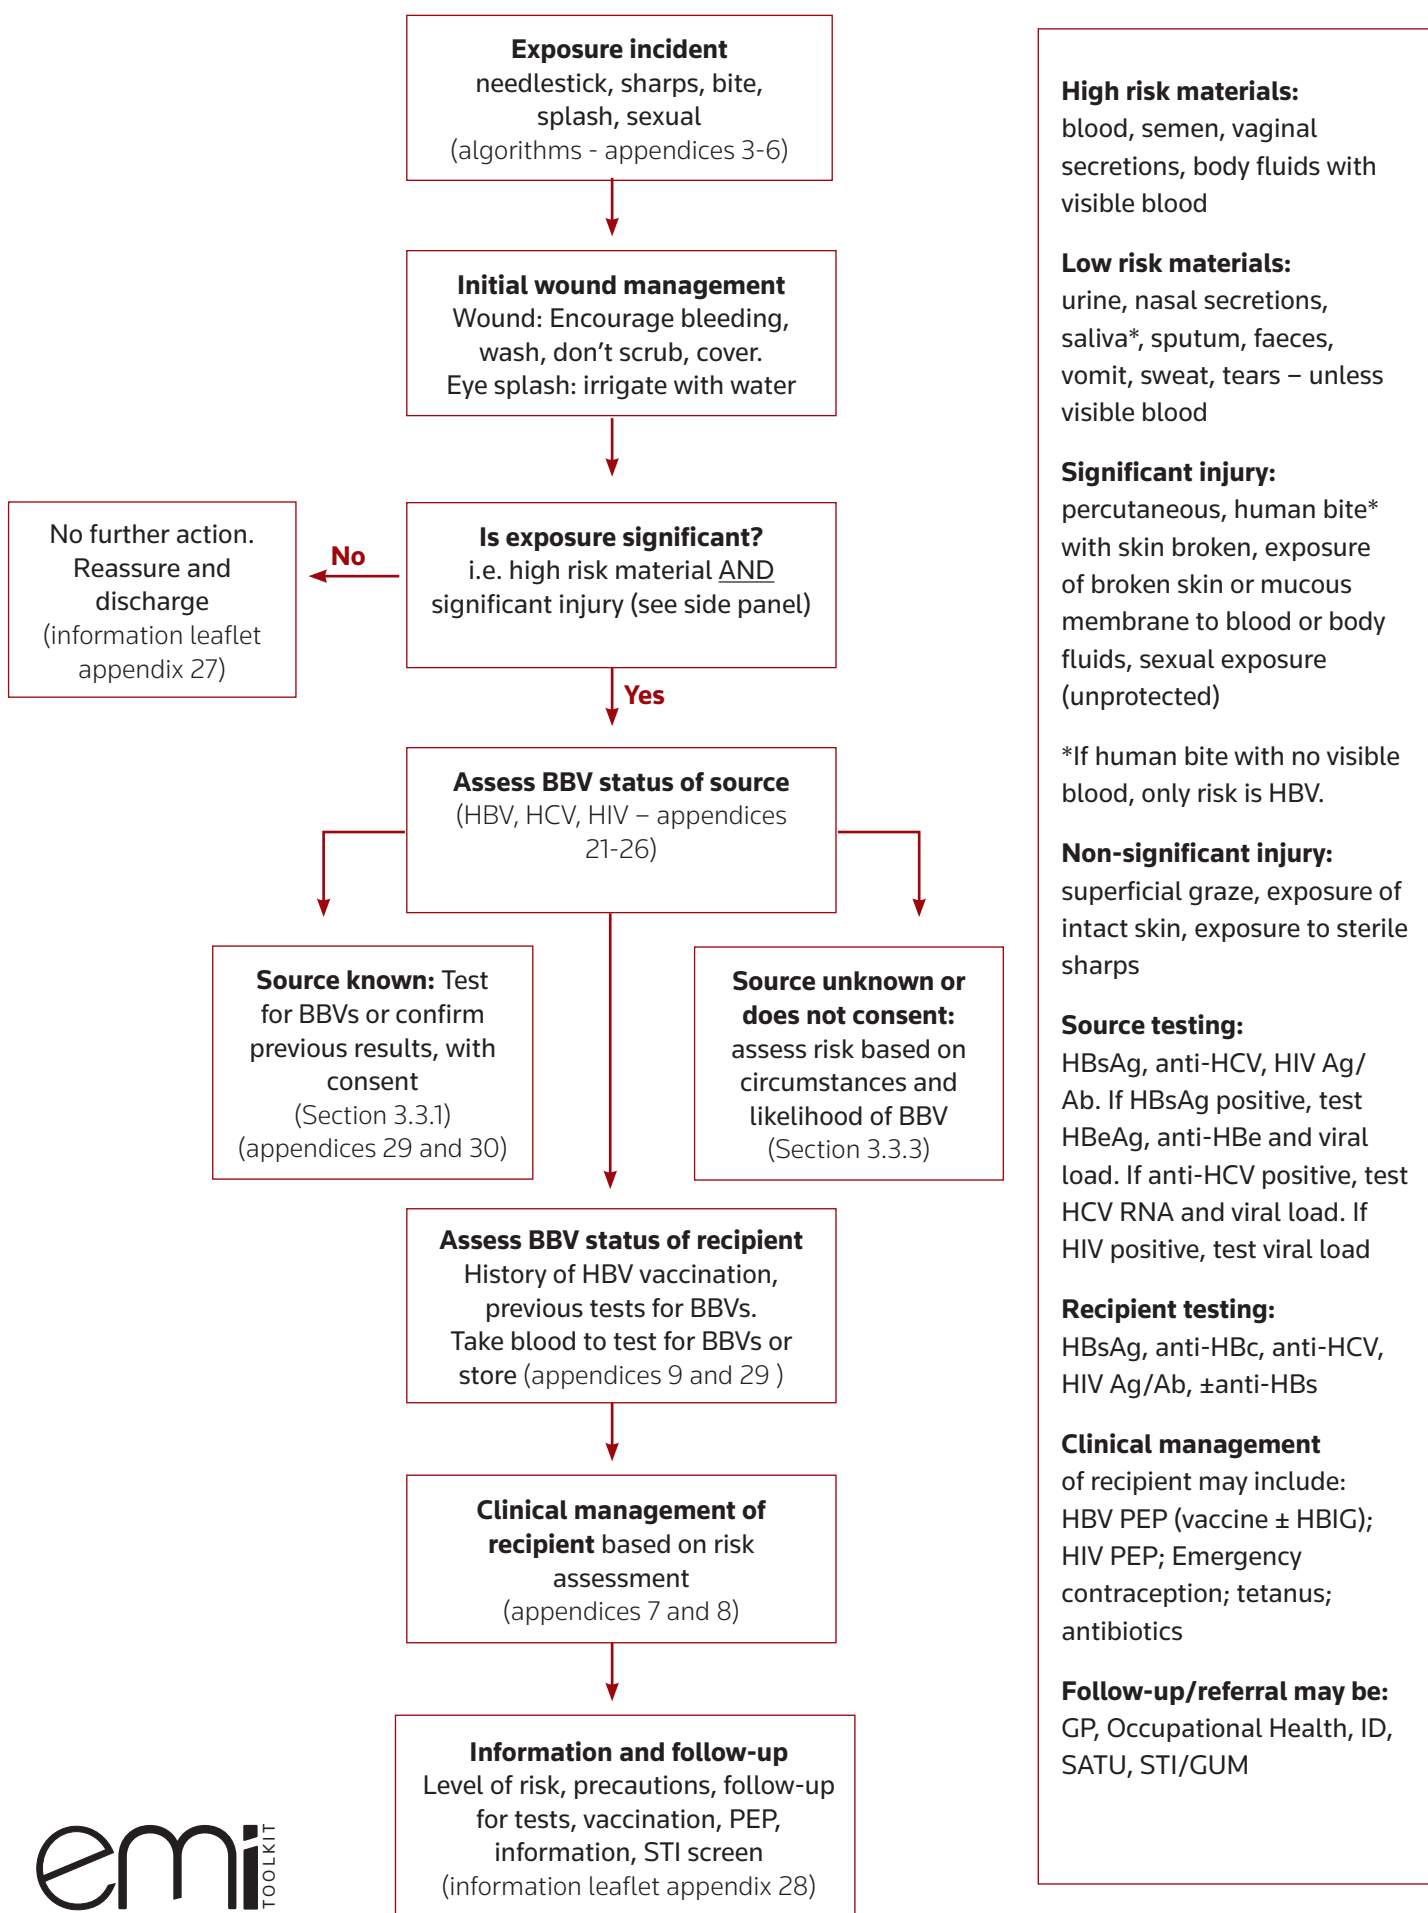 Exposure incident
needlestick, sharps, bite,
splash, sexual
(algorithms - appendices 3-6)
Initial wound management
Wound: Encourage bleeding,
wash, don't scrub, cover.
Eye splash: irrigate with water
Is exposure significant?
i.e. high risk material AND
significant injury (see side panel)
No
No further action.
Reassure and
discharge
(information leaflet
appendix 27)
Yes
Assess BBV status of source
(HBV, HCV, HIV – appendices
21-26)
Source known: Test
for BBVs or confirm
previous results, with
consent
(Section 3.3.1)
(appendices 29 and 30)
Source unknown or
does not consent:
assess risk based on
circumstances and
likelihood of BBV
(Section 3.3.3)
Assess BBV status of recipient
History of HBV vaccination,
previous tests for BBVs.
Take blood to test for BBVs or
store (appendices 9 and 29 )
Clinical management of
recipient based on risk
assessment
(appendices 7 and 8)
Information and follow-up
Level of risk, precautions, follow-up
for tests, vaccination, PEP,
information, STI screen
(information leaflet appendix 28)
High risk materials:
blood, semen, vaginal
secretions, body fluids with
visible blood
Low risk materials:
urine, nasal secretions,
saliva*, sputum, faeces,
vomit, sweat, tears – unless
visible blood
Significant injury:
percutaneous, human bite*
with skin broken, exposure
of broken skin or mucous
membrane to blood or body
fluids, sexual exposure
(unprotected)
*If human bite with no visible
blood, only risk is HBV.
Non-significant injury:
superficial graze, exposure of
intact skin, exposure to sterile
sharps
Source testing:
HBsAg, anti-HCV, HIV Ag/
Ab. If HBsAg positive, test
HBeAg, anti-HBe and viral
load. If anti-HCV positive, test
HCV RNA and viral load. If
HIV positive, test viral load
Recipient testing:
HBsAg, anti-HBc, anti-HCV,
HIV Ag/Ab, ±anti-HBs
Clinical management
of recipient may include:
HBV PEP (vaccine ± HBIG);
HIV PEP; Emergency
contraception; tetanus;
antibiotics
Follow-up/referral may be:
GP, Occupational Health, ID,
SATU, STI/GUM
emi
TOOLKIT